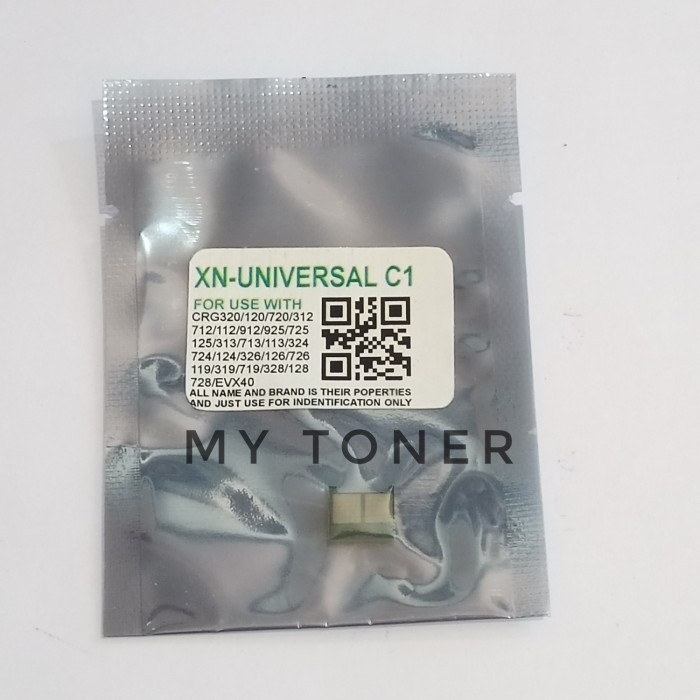 XN-UNIVERSAL C1
FOR USE WITH
CRG320/120/720/312
712/112/912/925/725
125/313/713/113/324
724/124/326/126/726
119/319/719/328/128
728/EVX40
ALL NAME AND BRAND IS THEIR POPERTIES
AND JUST USE FOR INDENTIFICATION ONLY
MY TONER